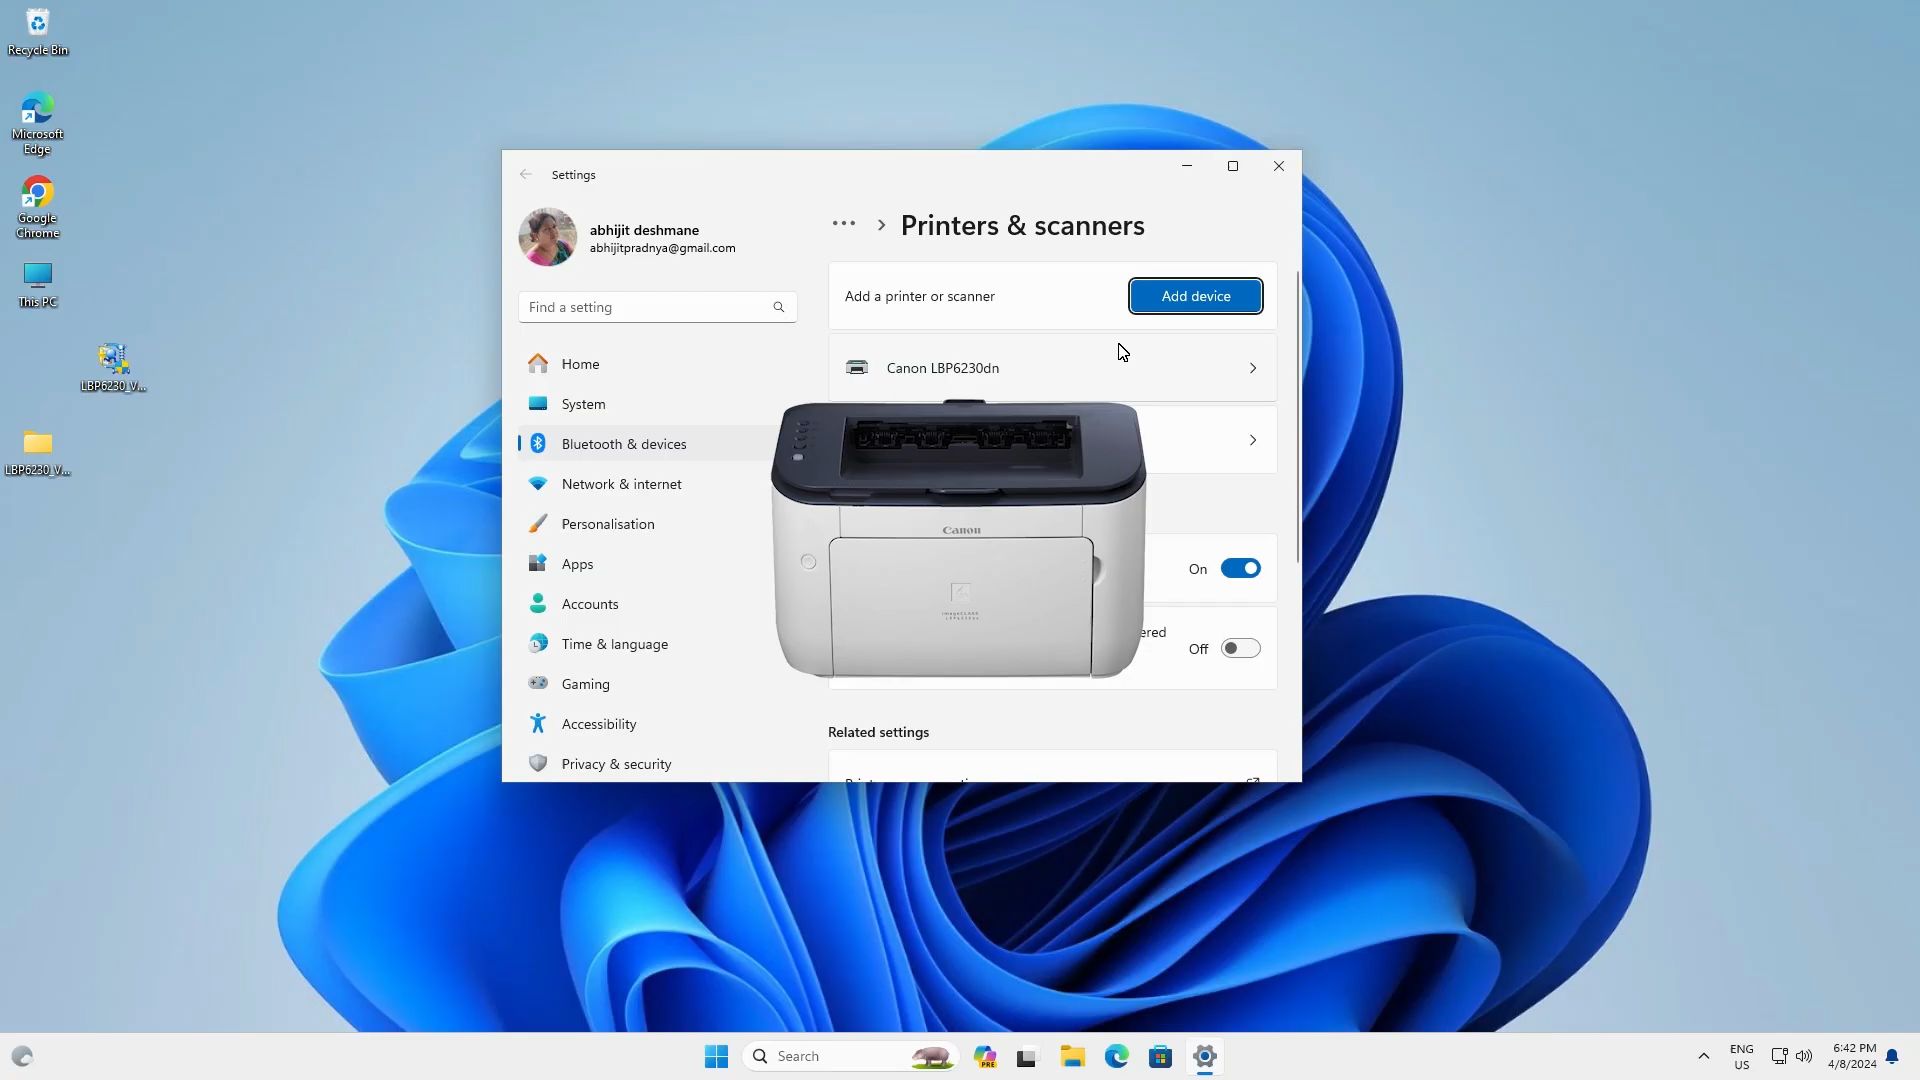 Recycle Bin
Microsoft
Edge
Google
Chrome
This PC
LBP6230_V...
LBP6230_V...
Settings
abhijit deshmane
abhijitpradnya@gmail.com
Find a setting
Home
System
Bluetooth & devices
Network & internet
Personalisation
Apps
Accounts
Time & language
Gaming
Accessibility
Privacy & security
Printers & scanners
Add a printer or scanner
Add device
Canon LBP6230dn
Canon
On
ered
Off
Related settings
Search
PRE
ENG
US
6:42 PM
4/8/2024